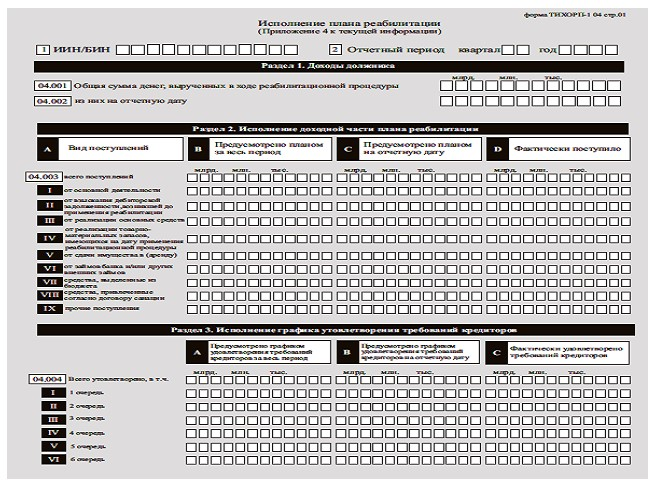 форма ТИХОРП-1 04 стр.01
Исполнение плана реабилитации
(Приложение 4 к текущей информации)
1 ИИН/БИН 2 Отчетный период квартал год
Раздел 1. Доходы должника
млрд. млн. тыс.
04.001 Общая сумма денег, вырученных в ходе реабилитационной процедуры
04.002 из них на отчетную дату
Раздел 2. Исполнение доходной части плана реабилитации
A Вид поступлений B Предусмотрено планом за весь период C Предусмотрено планом на отчетную дату D Фактически поступило
млрд. млн. тыс. млрд. млн. тыс. млрд. млн. тыс.
04.003 всего поступлений
I от основной деятельности
II от взыскания дебиторской
задолженности, возникшей до
применения реабилитации
III от реализации основных средств
IV от реализации товарно-
материальных запасов,
имеющихся на дату применения
реабилитационной процедуры
V от сдачи имущества в (аренду)
VI от займов банка и/или других
внешних займов
VII средства, выделенные из
бюджета
VIII средства, привлеченные
согласно договору санации
IX прочие поступления
Раздел 3. Исполнение графика утовлетворения требований кредиторов
A Предусмотрено графиком удовлетворения требований кредиторов за весь период B Предусмотрено графиком удовлетворения требований кредиторов на отчетную дату C Фактически удовлетворено требований кредиторов
млрд. млн. тыс. млрд. млн. тыс. млрд. млн. тыс.
04.004 Всего утовлетворено, в т.ч.
I 1 очередь
II 2 очередь
III 3 очередь
IV 4 очередь
V 5 очередь
VI 6 очередь